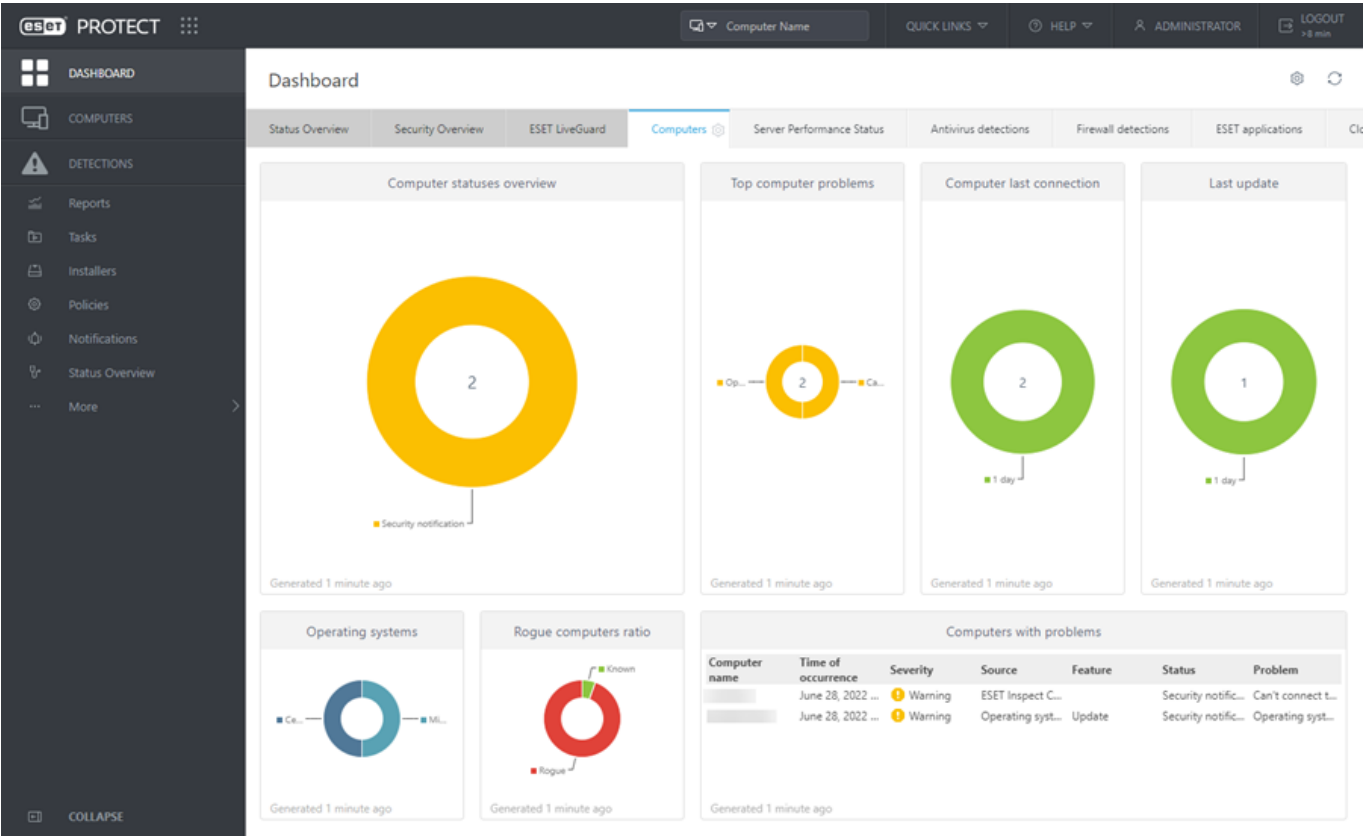 eset PROTECT
Computer Name
QUICK LINKS
HELP
ADMINISTRATOR
LOGOUT
>8 min
DASHBOARD
COMPUTERS
DETECTIONS
Reports
Tasks
Installers
Policies
Notifications
Status Overview
More
COLLAPSE
Dashboard
Status Overview Security Overview ESET LiveGuard Computers Server Performance Status Antivirus detections Firewall detections ESET applications Clo
Computer statuses overview
2
Security notification
Generated 1 minute ago
Top computer problems
Op... 2 Ca...
Generated 1 minute ago
Computer last connection
2
1 day
Generated 1 minute ago
Last update
1
1 day
Generated 1 minute ago
Operating systems
Ce... Mi...
Generated 1 minute ago
Rogue computers ratio
Known
Rogue
Generated 1 minute ago
Computers with problems
Computer name Time of occurrence Severity Source Feature Status Problem
June 28, 2022 ... Warning ESET Inspect C... Security notific... Can't connect t...
June 28, 2022 ... Warning Operating syst... Update Security notific... Operating syst...
Generated 1 minute ago